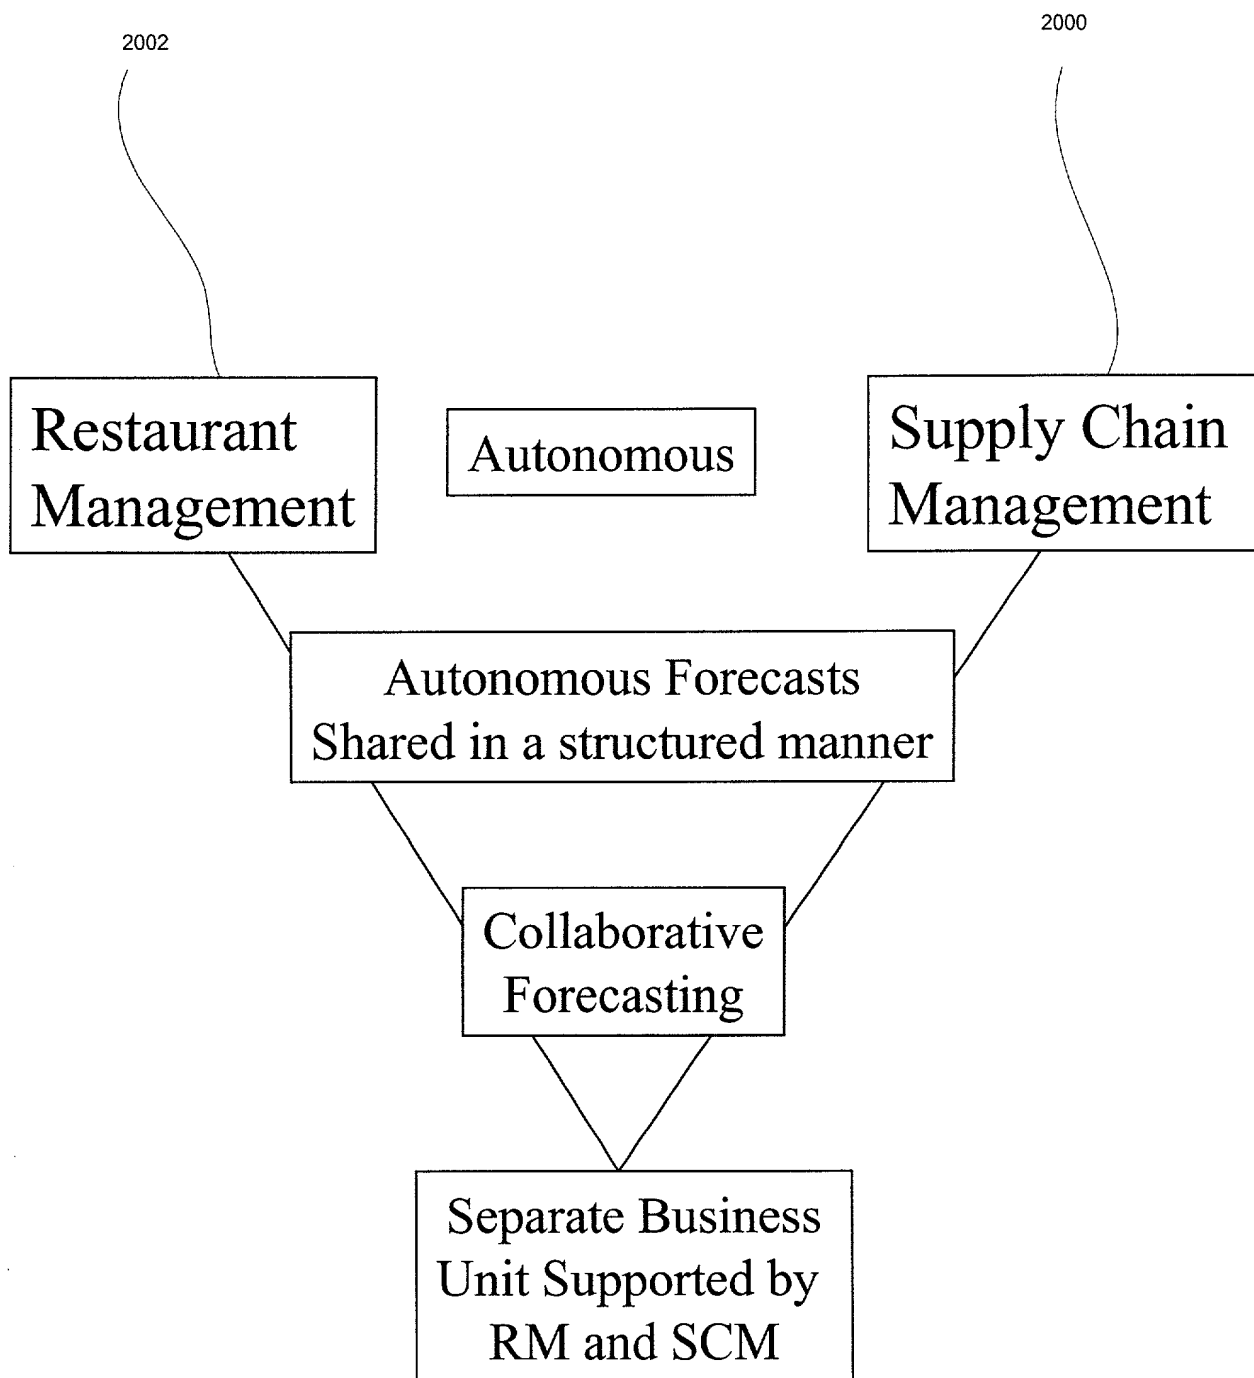 2002
2000
Restaurant
Management
Autonomous
Supply Chain
Management
Autonomous Forecasts
Shared in a structured manner
Collaborative
Forecasting
Separate Business
Unit Supported by
RM and SCM